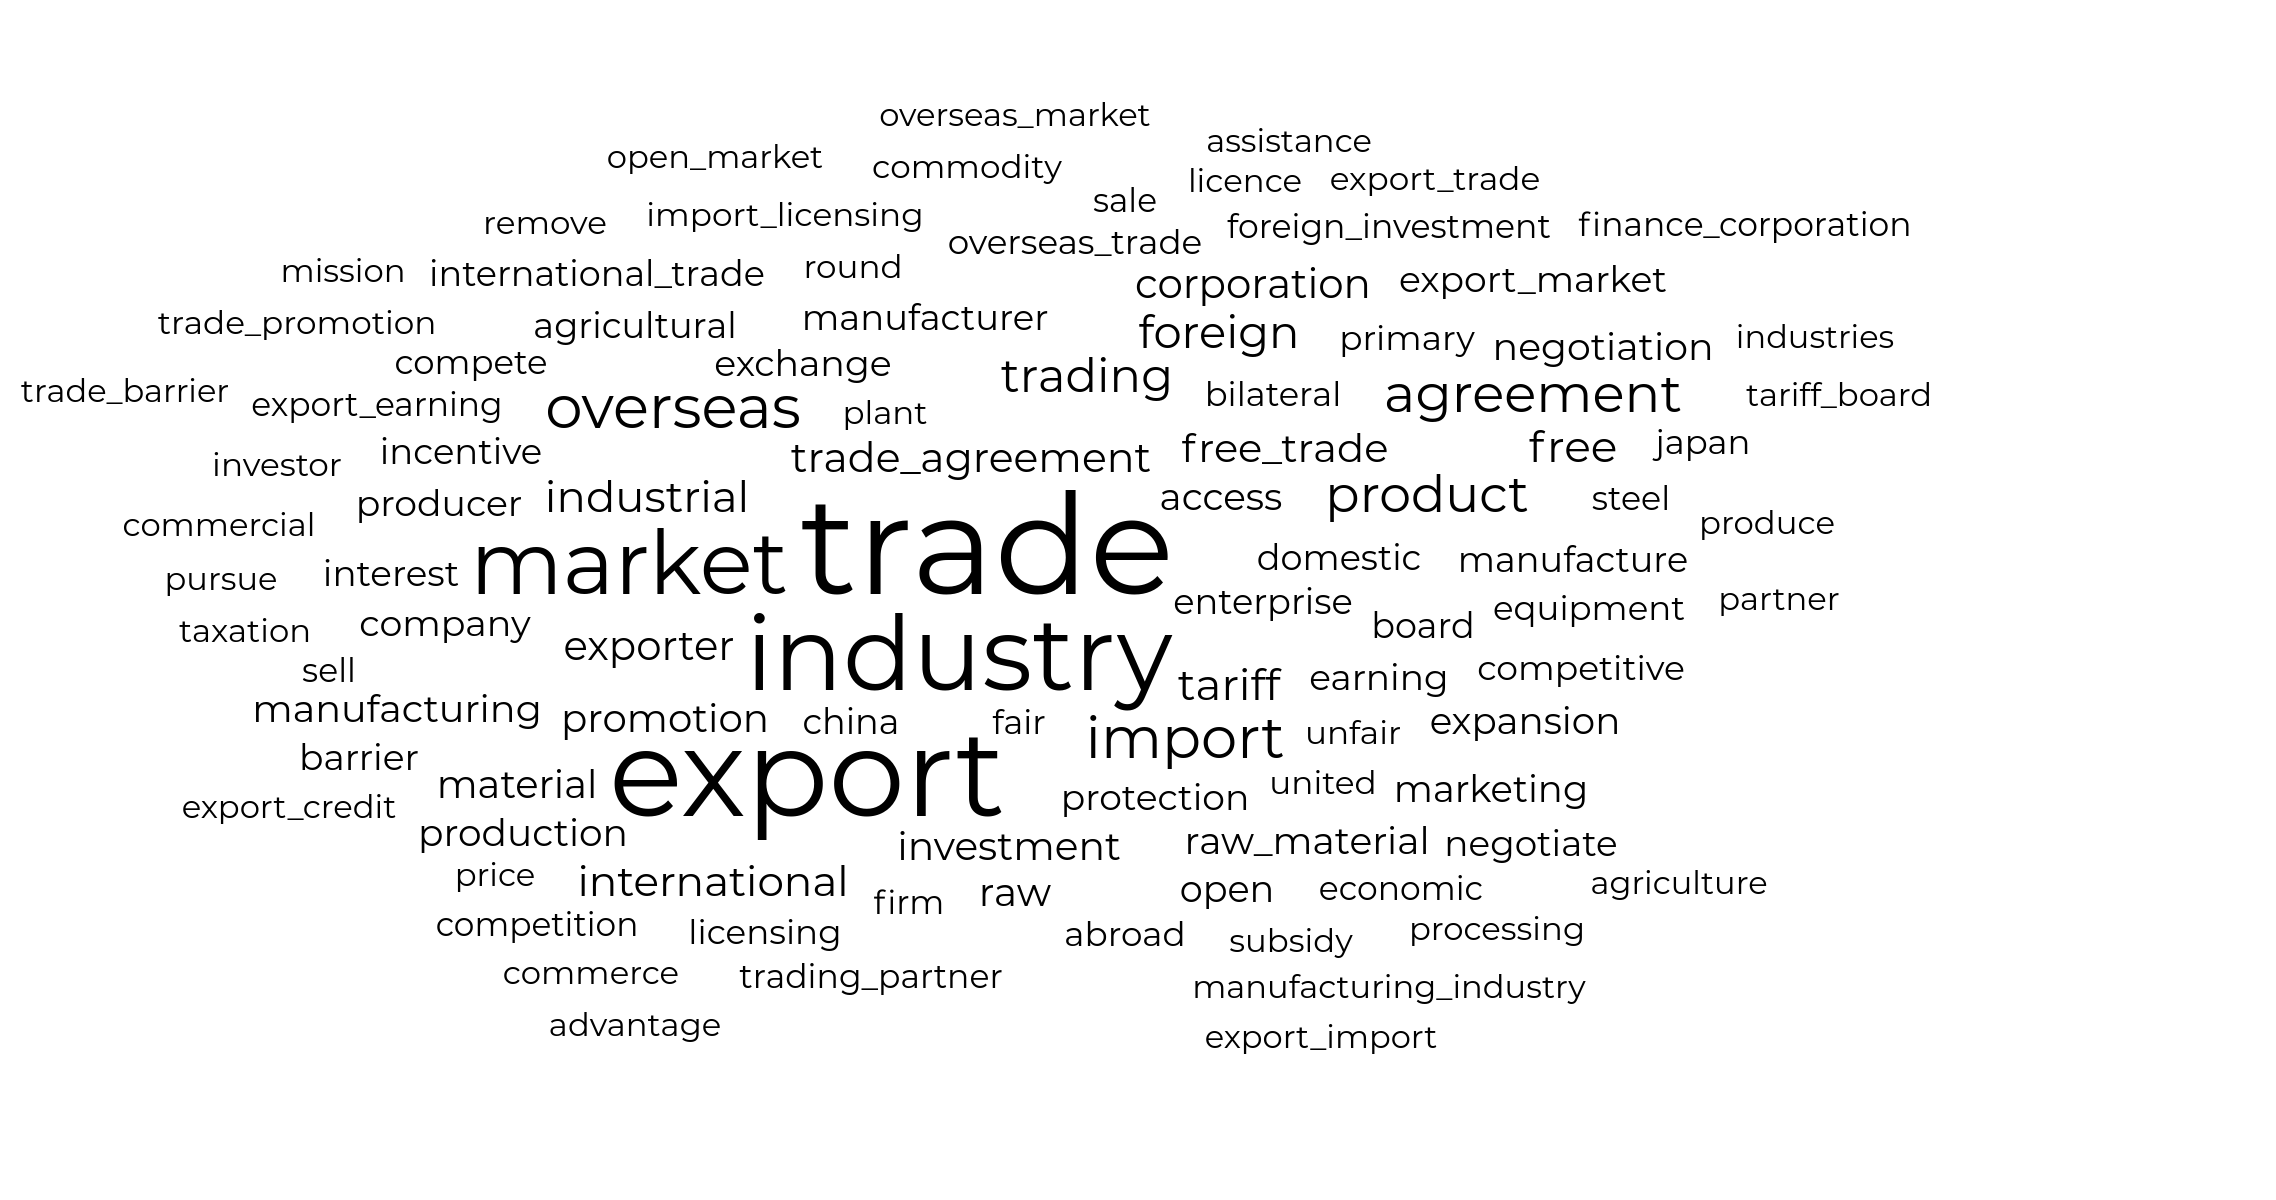 overseas_market
assistance
open_market commodity
licence export_trade
sale
remove import_licensing
foreign_investment finance_corporation
overseas_trade
mission international_trade round
corporation export_market
trade_promotion agricultural manufacturer
foreign primary negotiation industries
compete exchange trading
trade_barrier export_earning overseas plant
bilateral agreement tariff_board
investor incentive trade_agreement free_trade free japan
producer industrial access product steel
commercial produce
market trade
pursue interest domestic manufacture
enterprise equipment partner
taxation company exporter industry board
sell tariff earning competitive
manufacturing promotion china fair import unfair expansion
barrier material export protection united marketing
export_credit
production investment raw_material negotiate
price international firm raw open economic agriculture
competition licensing abroad subsidy processing
commerce trading_partner manufacturing_industry
advantage export_import